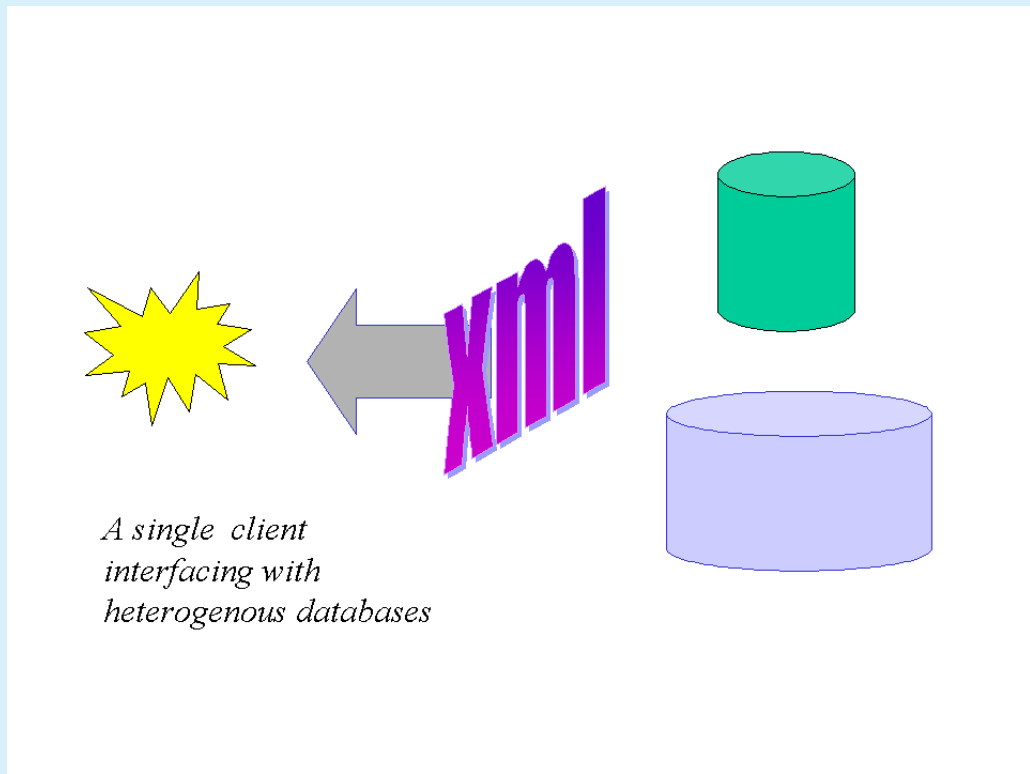 xml
A single client
interfacing with
heterogenous databases